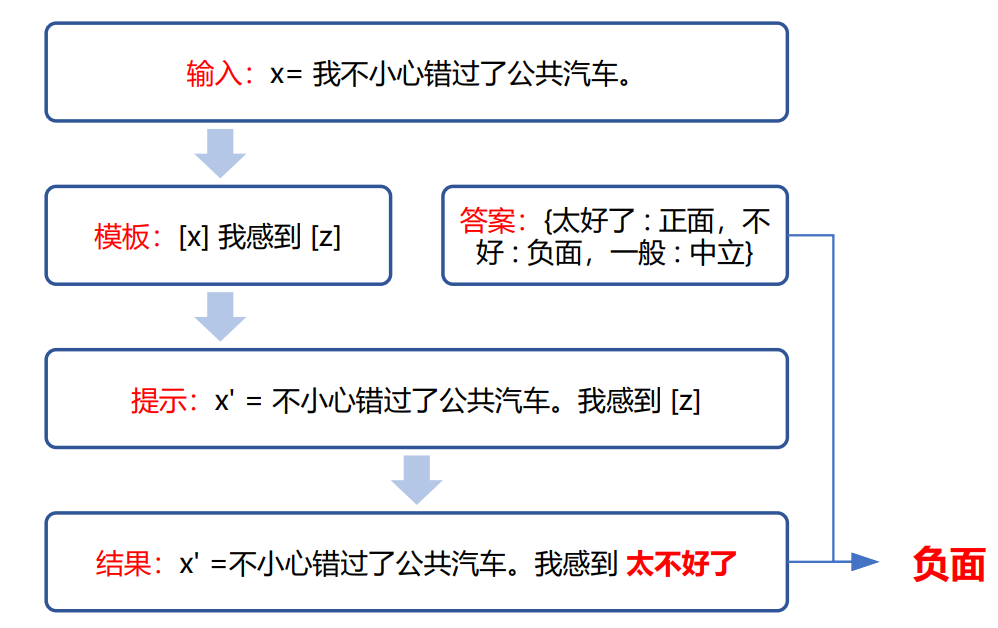 输入：x= 我不小心错过了公共汽车。
模板：[x] 我感到 [z]
答案：{太好了 : 正面，不
好 : 负面，一般 : 中立}
提示：x' = 不小心错过了公共汽车。我感到 [z]
结果：x' =不小心错过了公共汽车。我感到 太不好了
负面